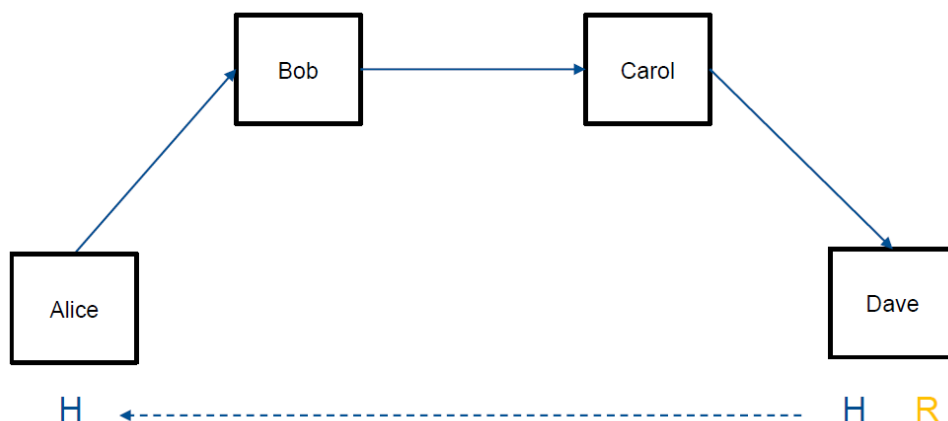 Bob
Carol
Alice
Dave
H
H R